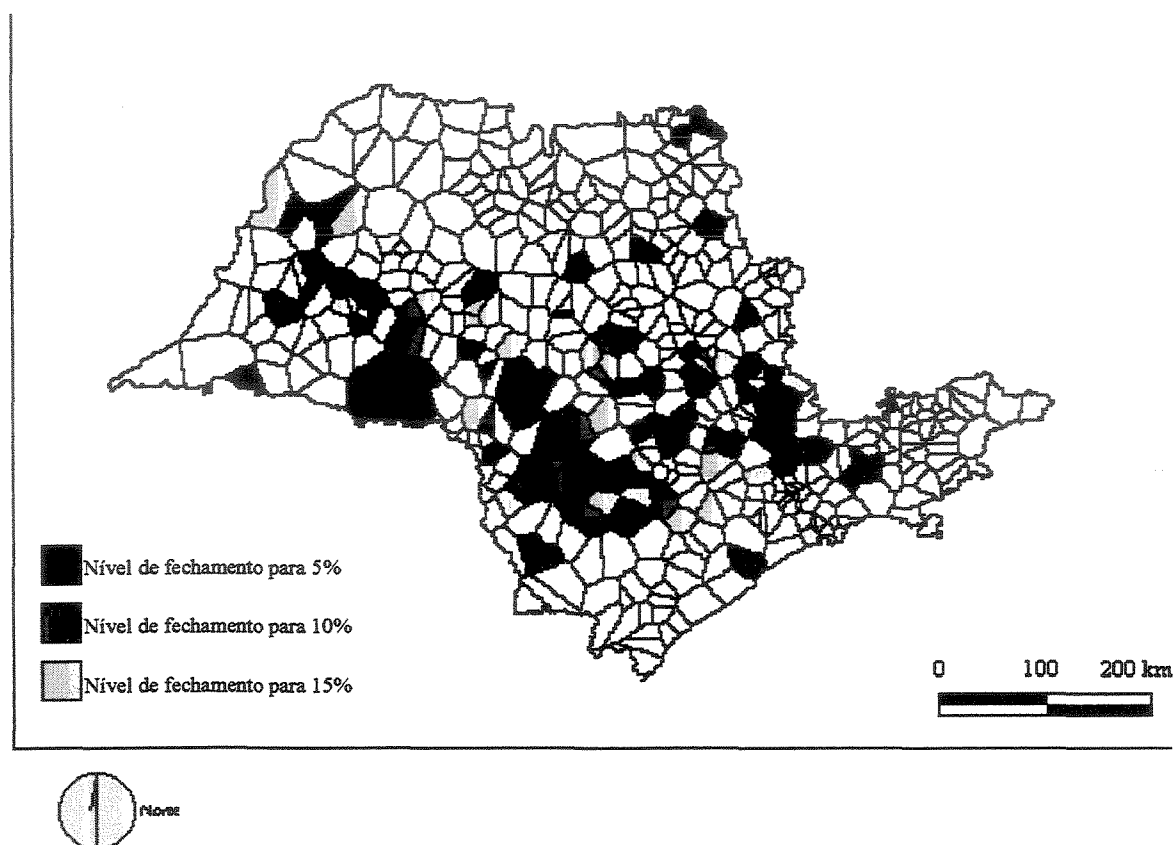 Nível de fechamento para 5%
Nível de fechamento para 10%
Nível de fechamento para 15%
0 100 200 km
Norte